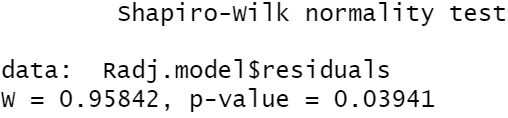 Shapiro-Wilk normality test
data: Radj.model$residuals
W = 0.95842, p-value = 0.03941